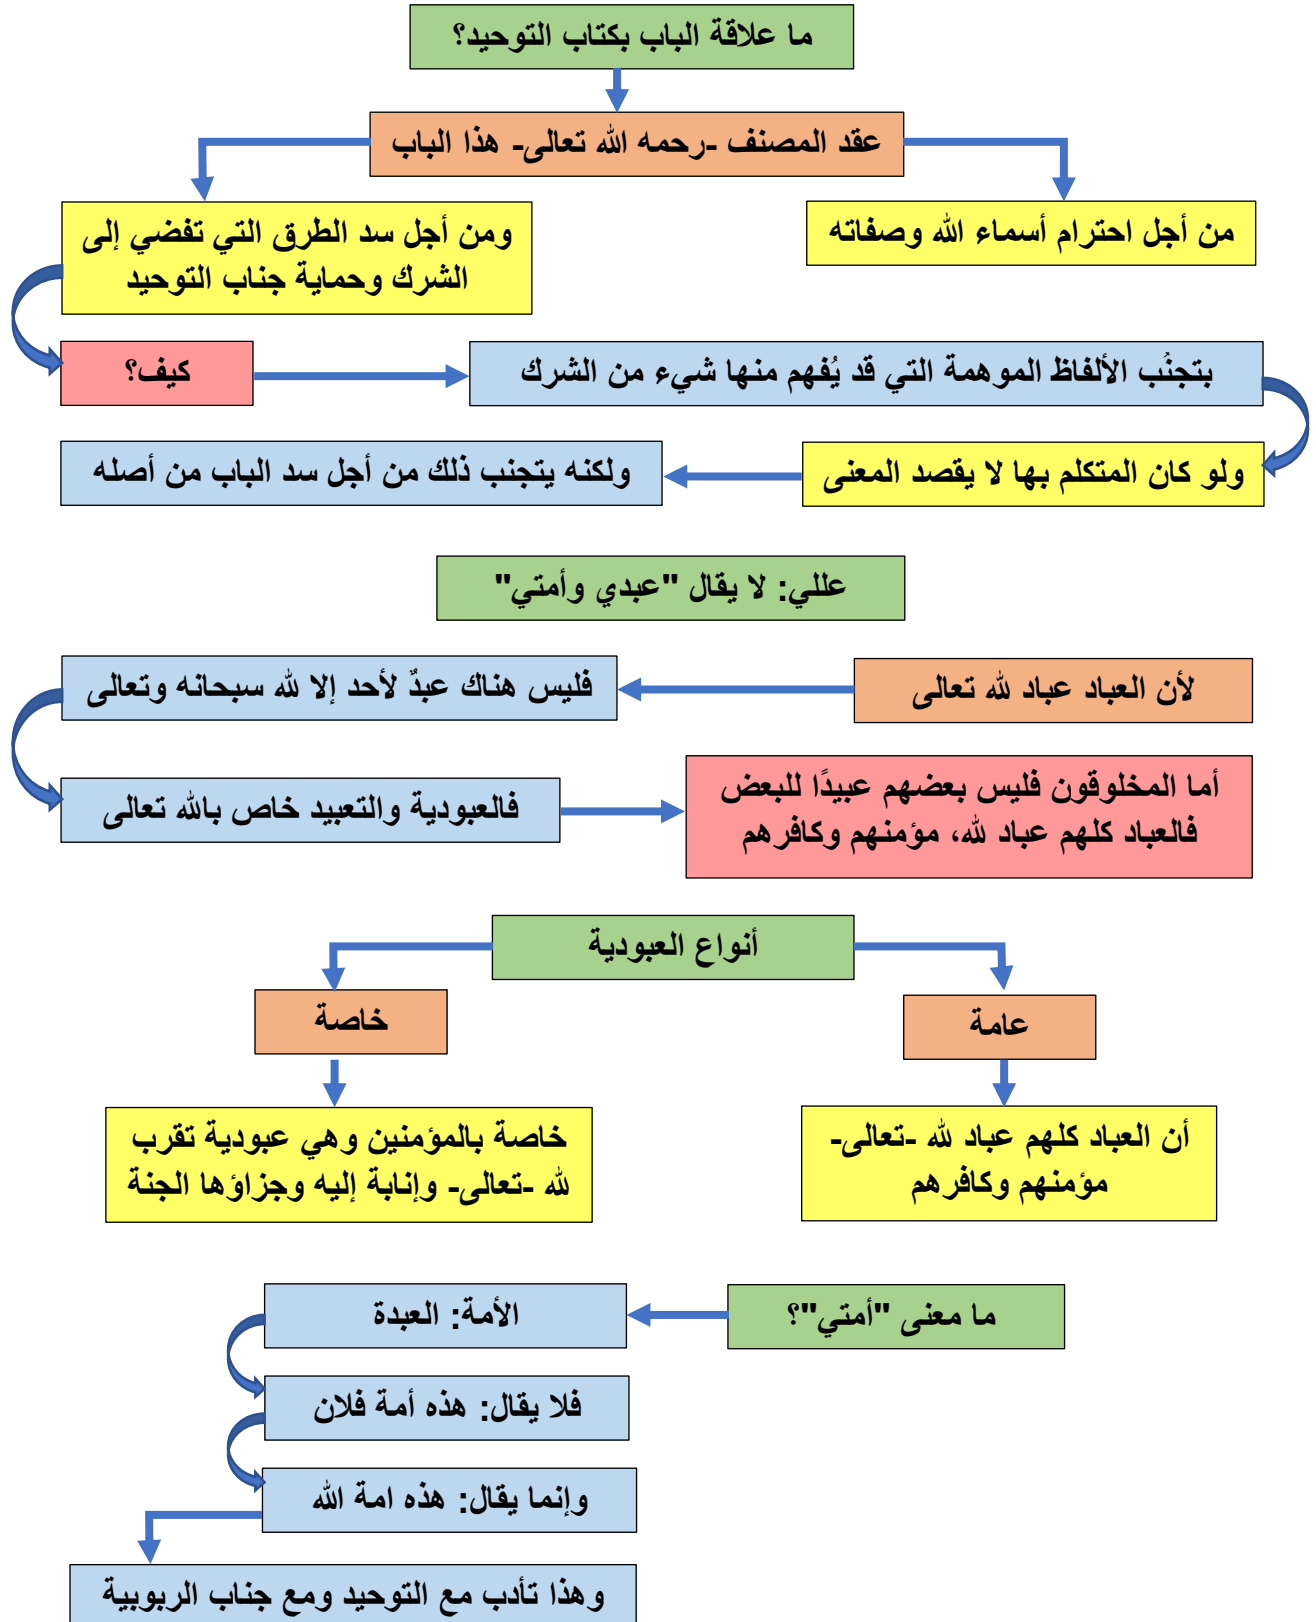 ما علاقة الباب بكتاب التوحيد؟
عقد المصنف -رحمه الله تعالى- هذا الباب
من أجل احترام أسماء الله وصفاته
ومن أجل سد الطرق التي تفضي إلى
الشرك وحماية جناب التوحيد
كيف؟
بتجنُب الألفاظ الموهمة التي قد يُفهم منها شيء من الشرك
ولو كان المتكلم بها لا يقصد المعنى
ولكنه يتجنب ذلك من أجل سد الباب من أصله
عللي: لا يقال "عبدي وأمتي"
لأن العباد عباد لله تعالى
فليس هناك عبدٌ لأحد إلا لله سبحانه وتعالى
فالعبودية والتعبيد خاص بالله تعالى
أما المخلوقون فليس بعضهم عبيدًا للبعض
فالعباد كلهم عباد لله، مؤمنهم وكافرهم
أنواع العبودية
عامة
خاصة
أن العباد كلهم عباد لله -تعالى-
مؤمنهم وكافرهم
خاصة بالمؤمنين وهي عبودية تقرب
لله -تعالى- وإنابة إليه وجزاؤها الجنة
ما معنى "أمتي"؟
الأمة: العبدة
فلا يقال: هذه أمة فلان
وإنما يقال: هذه امة الله
وهذا تأدب مع التوحيد ومع جناب الربوبية